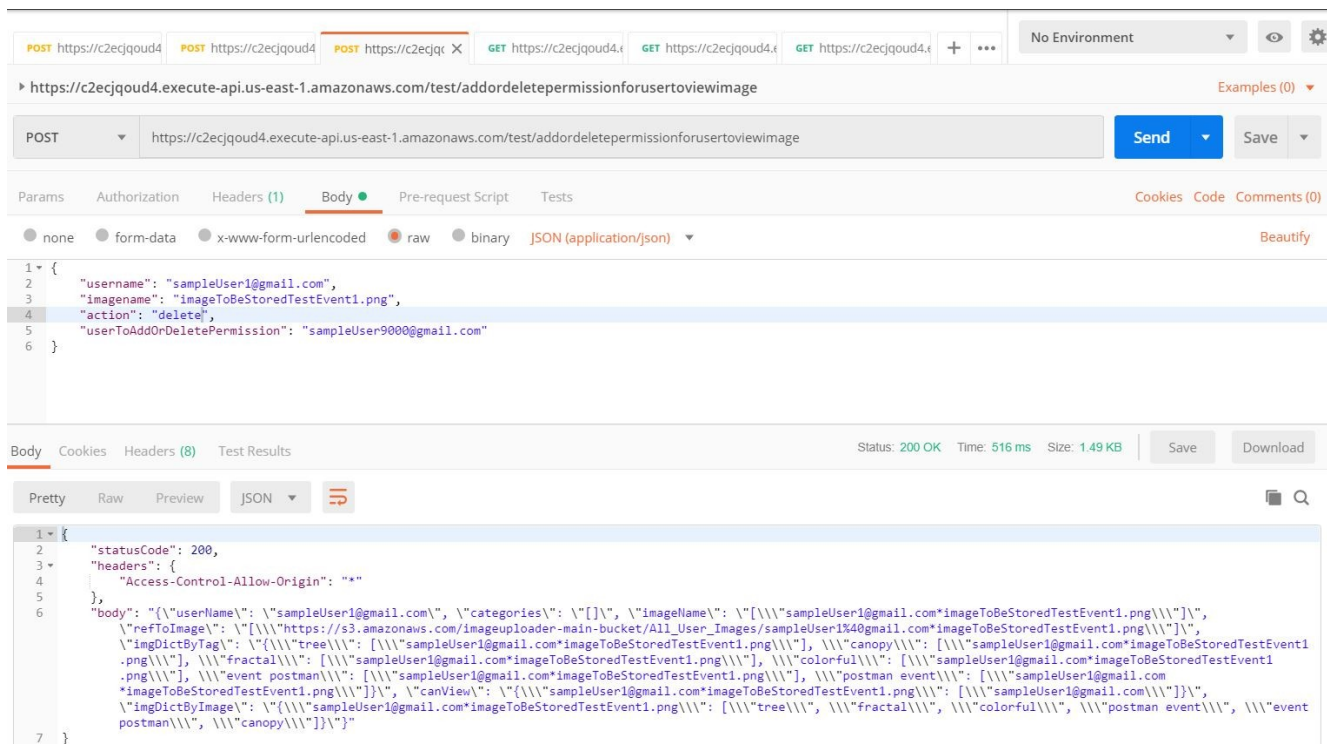 POST https://c2ecjqoud4 POST https://c2ecjqoud4 POST https://c2ecjqc X GET https://c2ecjqoud4.e GET https://c2ecjqoud4.e GET https://c2ecjqoud4.e + ••• No Environment
https://c2ecjqoud4.execute-api.us-east-1.amazonaws.com/test/addordeletepermissionforusertoviewimage Examples (0)
POST https://c2ecjqoud4.execute-api.us-east-1.amazonaws.com/test/addordeletepermissionforusertoviewimage Send Save
Params Authorization Headers (1) Body Pre-request Script Tests Cookies Code Comments (0)
none form-data x-www-form-urlencoded raw binary JSON (application/json) Beautify
1 {
2 "username": "sampleUser1@gmail.com",
3 "imagename": "imageToBeStoredTestEvent1.png",
4 "action": "delete",
5 "userToAddOrDeletePermission": "sampleUser9000@gmail.com"
6 }
Body Cookies Headers (8) Test Results Status: 200 OK Time: 516 ms Size: 1.49 KB Save Download
Pretty Raw Preview JSON
1 {
2 "statusCode": 200,
3 "headers": {
4 "Access-Control-Allow-Origin": "*"
5 },
6 "body": "{\"userName\": \"sampleUser1@gmail.com\", \"categories\": \"[]\", \"imageName\": \"[\\\"sampleUser1@gmail.com*imageToBeStoredTestEvent1.png\\\"]\",
\"refToImage\": \"[\\\"https://s3.amazonaws.com/imageuploader-main-bucket/All_User_Images/sampleUser1%40gmail.com*imageToBeStoredTestEvent1.png\\\"]\",
\"imgDictByTag\": \"{\\\"tree\\\": [\\\"sampleUser1@gmail.com*imageToBeStoredTestEvent1.png\\\"], \\\"canopy\\\": [\\\"sampleUser1@gmail.com*imageToBeStoredTestEvent1
.png\\\"], \\\"fractal\\\": [\\\"sampleUser1@gmail.com*imageToBeStoredTestEvent1.png\\\"], \\\"colorful\\\": [\\\"sampleUser1@gmail.com*imageToBeStoredTestEvent1
.png\\\"], \\\"event postman\\\": [\\\"sampleUser1@gmail.com*imageToBeStoredTestEvent1.png\\\"], \\\"postman event\\\": [\\\"sampleUser1@gmail.com
*imageToBeStoredTestEvent1.png\\\"]}\", \"canView\": \"{\\\"sampleUser1@gmail.com*imageToBeStoredTestEvent1.png\\\": [\\\"sampleUser1@gmail.com\\\"]}\",
\"imgDictByImage\": \"{\\\"sampleUser1@gmail.com*imageToBeStoredTestEvent1.png\\\": [\\\"tree\\\", \\\"fractal\\\", \\\"colorful\\\", \\\"postman event\\\", \\\"event
postman\\\", \\\"canopy\\\"]}\"}"
7 }